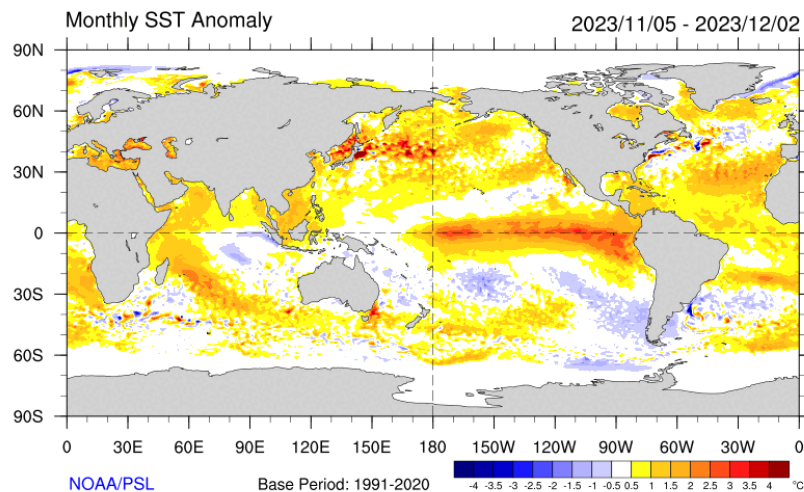 Monthly SST Anomaly 2023/11/05 - 2023/12/02
90N
60N
30N
0
30S
60S
90S
0 30E 60E 90E 120E 150E 180 150W 120W 90W 60W 30W 0
NOAA/PSL Base Period: 1991-2020
-4 -3.5 -3 -2.5 -2 -1.5 -1 -0.5 0.5 1 1.5 2 2.5 3 3.5 4 °C